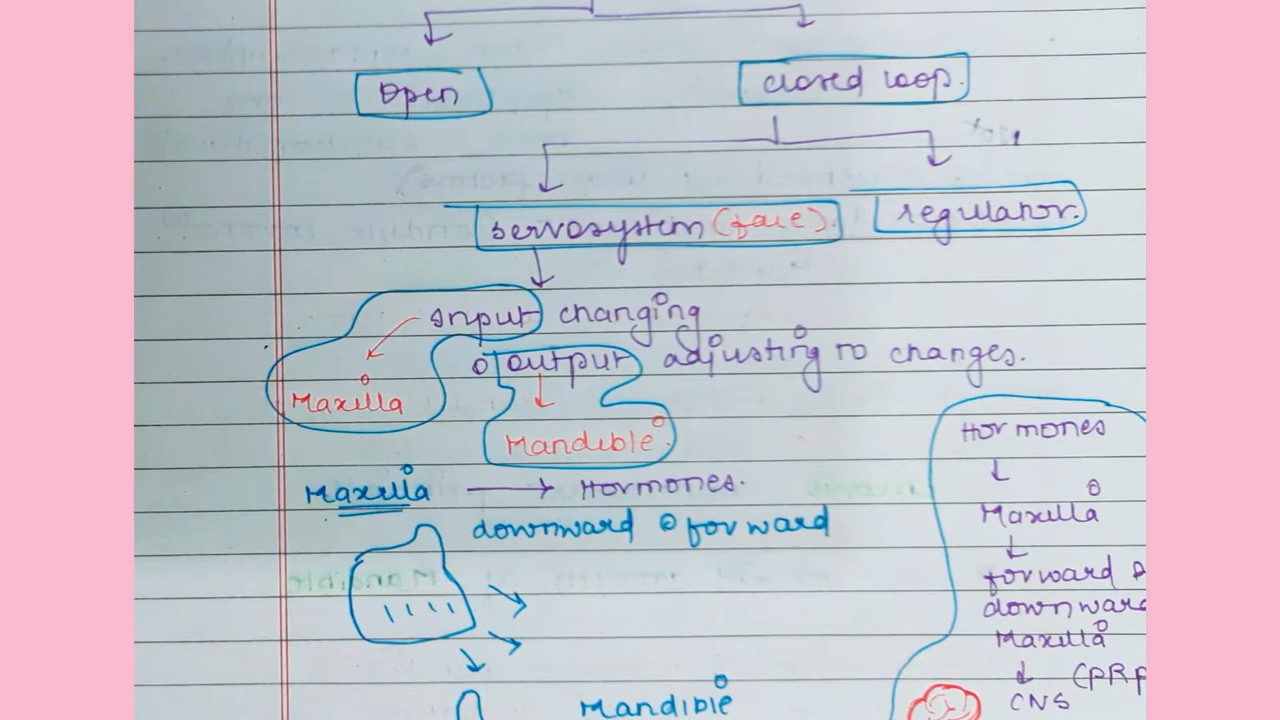 open
closed loop.
servosystem (face).
regulator.
Input changing
output adjusting to changes.
Maxilla
Mandible
Maxilla → Hormones.
downward & forward
Mandible
Hormones
↓
Maxilla
↓
forward &
downward
Maxilla
↓
CNS